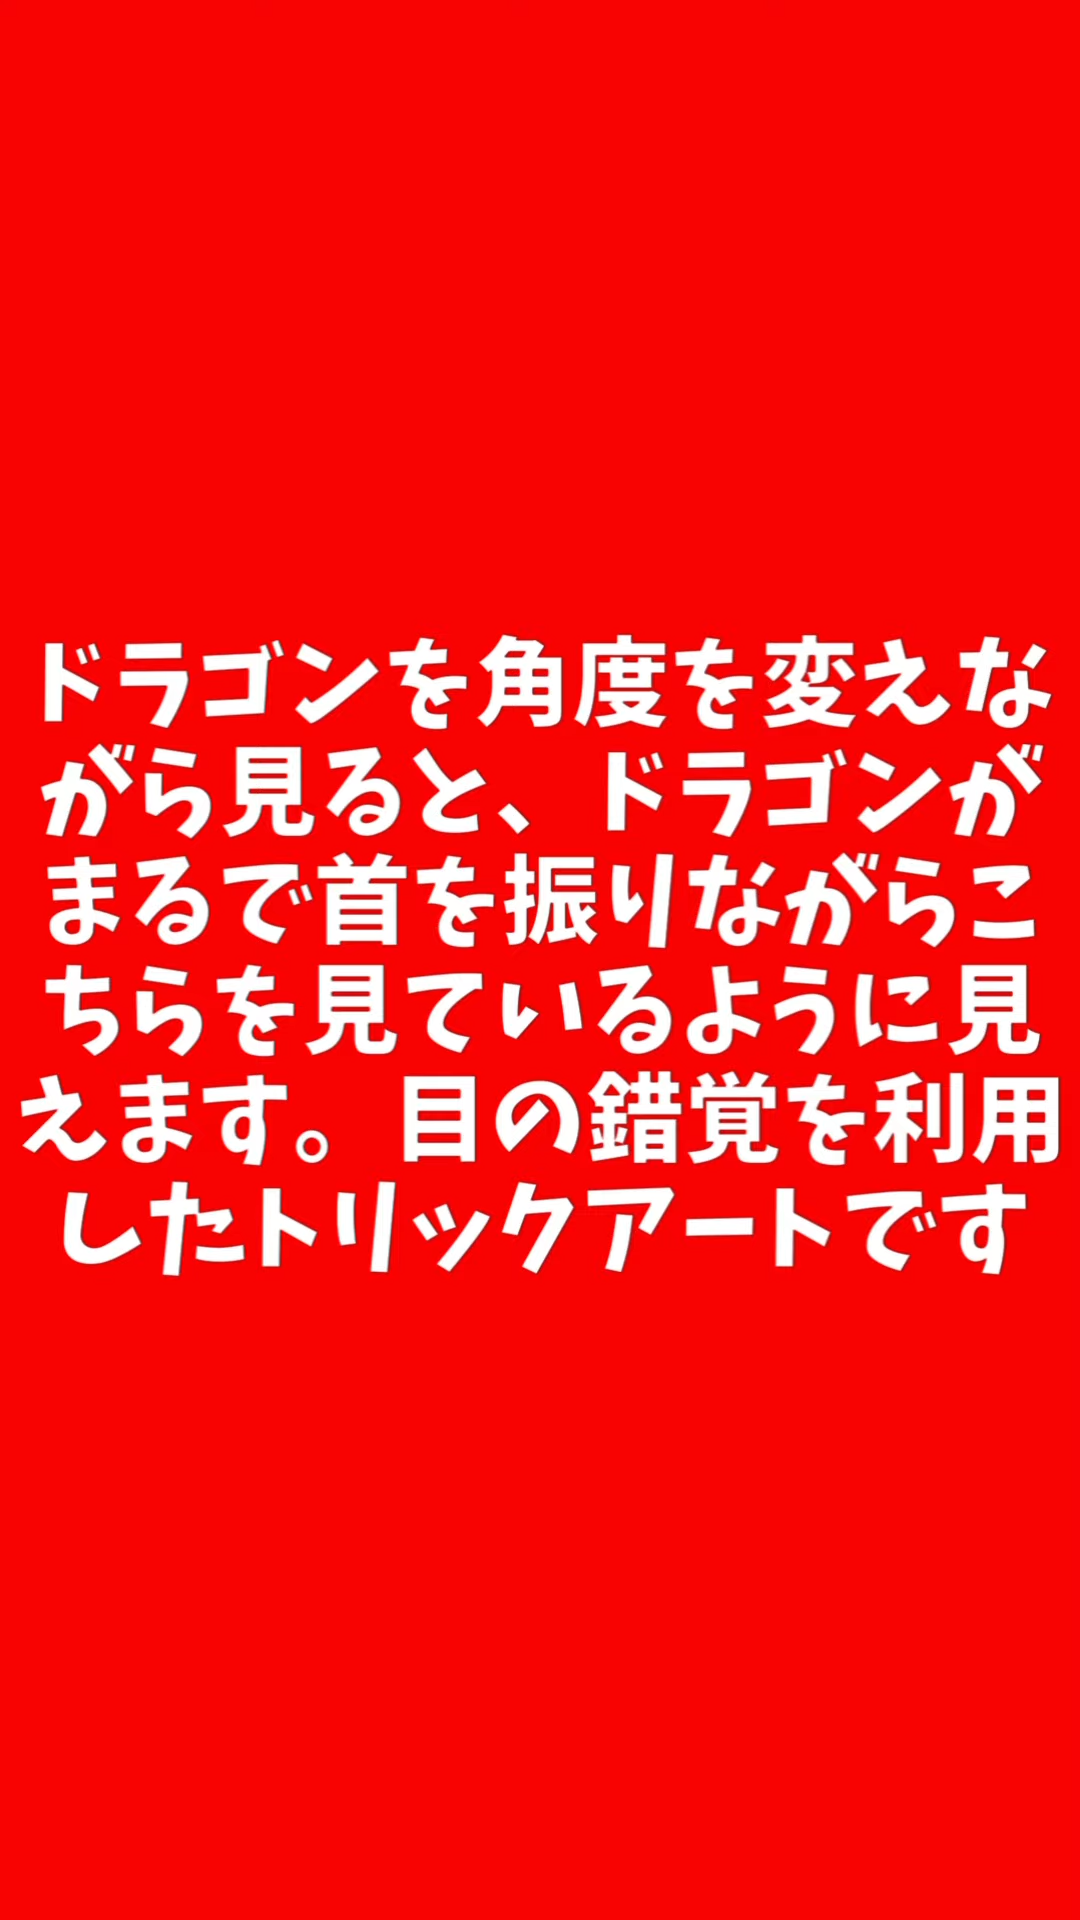 ドラゴンを角度を変えな
がら見ると、ドラゴンが
まるで首を振りながらこ
ちらを見ているように見
えます。目の錯覚を利用
したトリックアートです